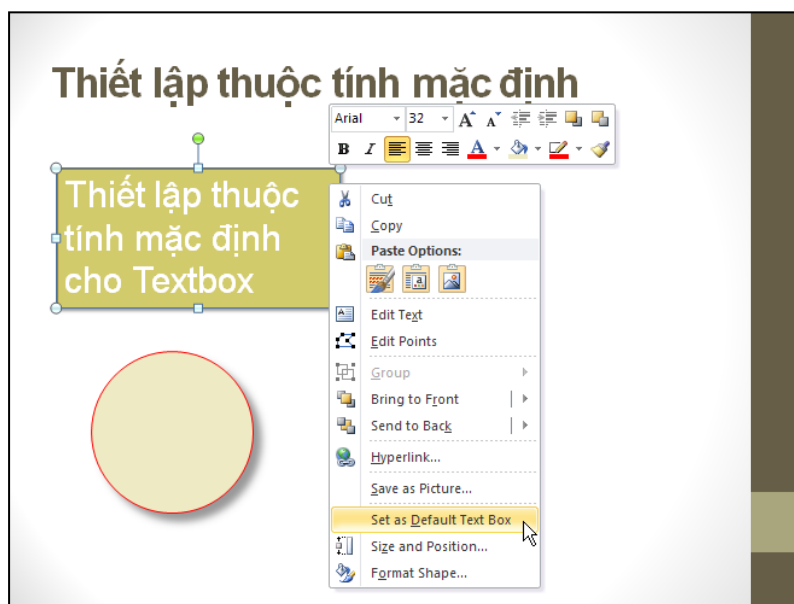 Thiết lập thuộc tính mặc định
Arial 32
Thiết lập thuộc
tính mặc định
cho Textbox
Cut
Copy
Paste Options:
Edit Text
Edit Points
Group
Bring to Front
Send to Back
Hyperlink...
Save as Picture...
Set as Default Text Box
Size and Position...
Format Shape...